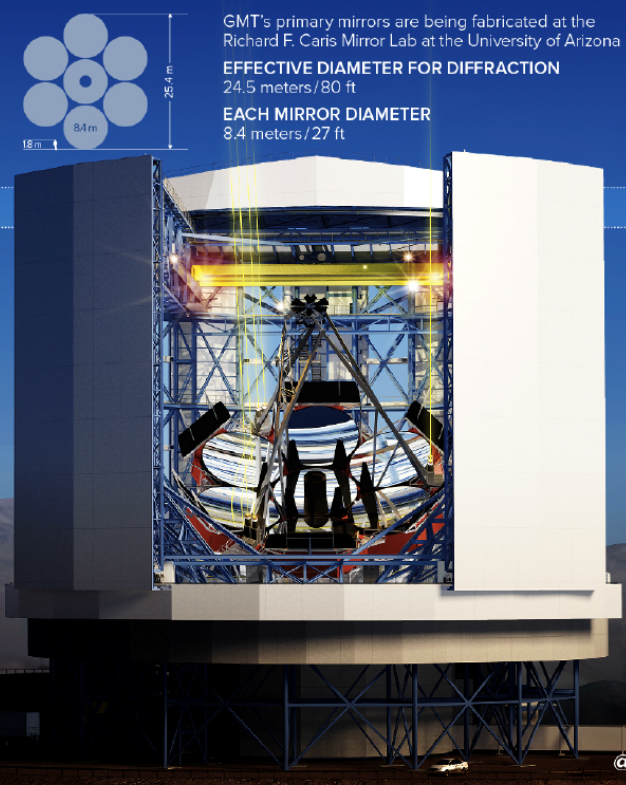 GMT's primary mirrors are being fabricated at the
Richard F. Caris Mirror Lab at the University of Arizona
EFFECTIVE DIAMETER FOR DIFFRACTION
24.5 meters/80 ft
EACH MIRROR DIAMETER
8.4 meters/27 ft
25.4 m
8.4 m
1.8 m
@